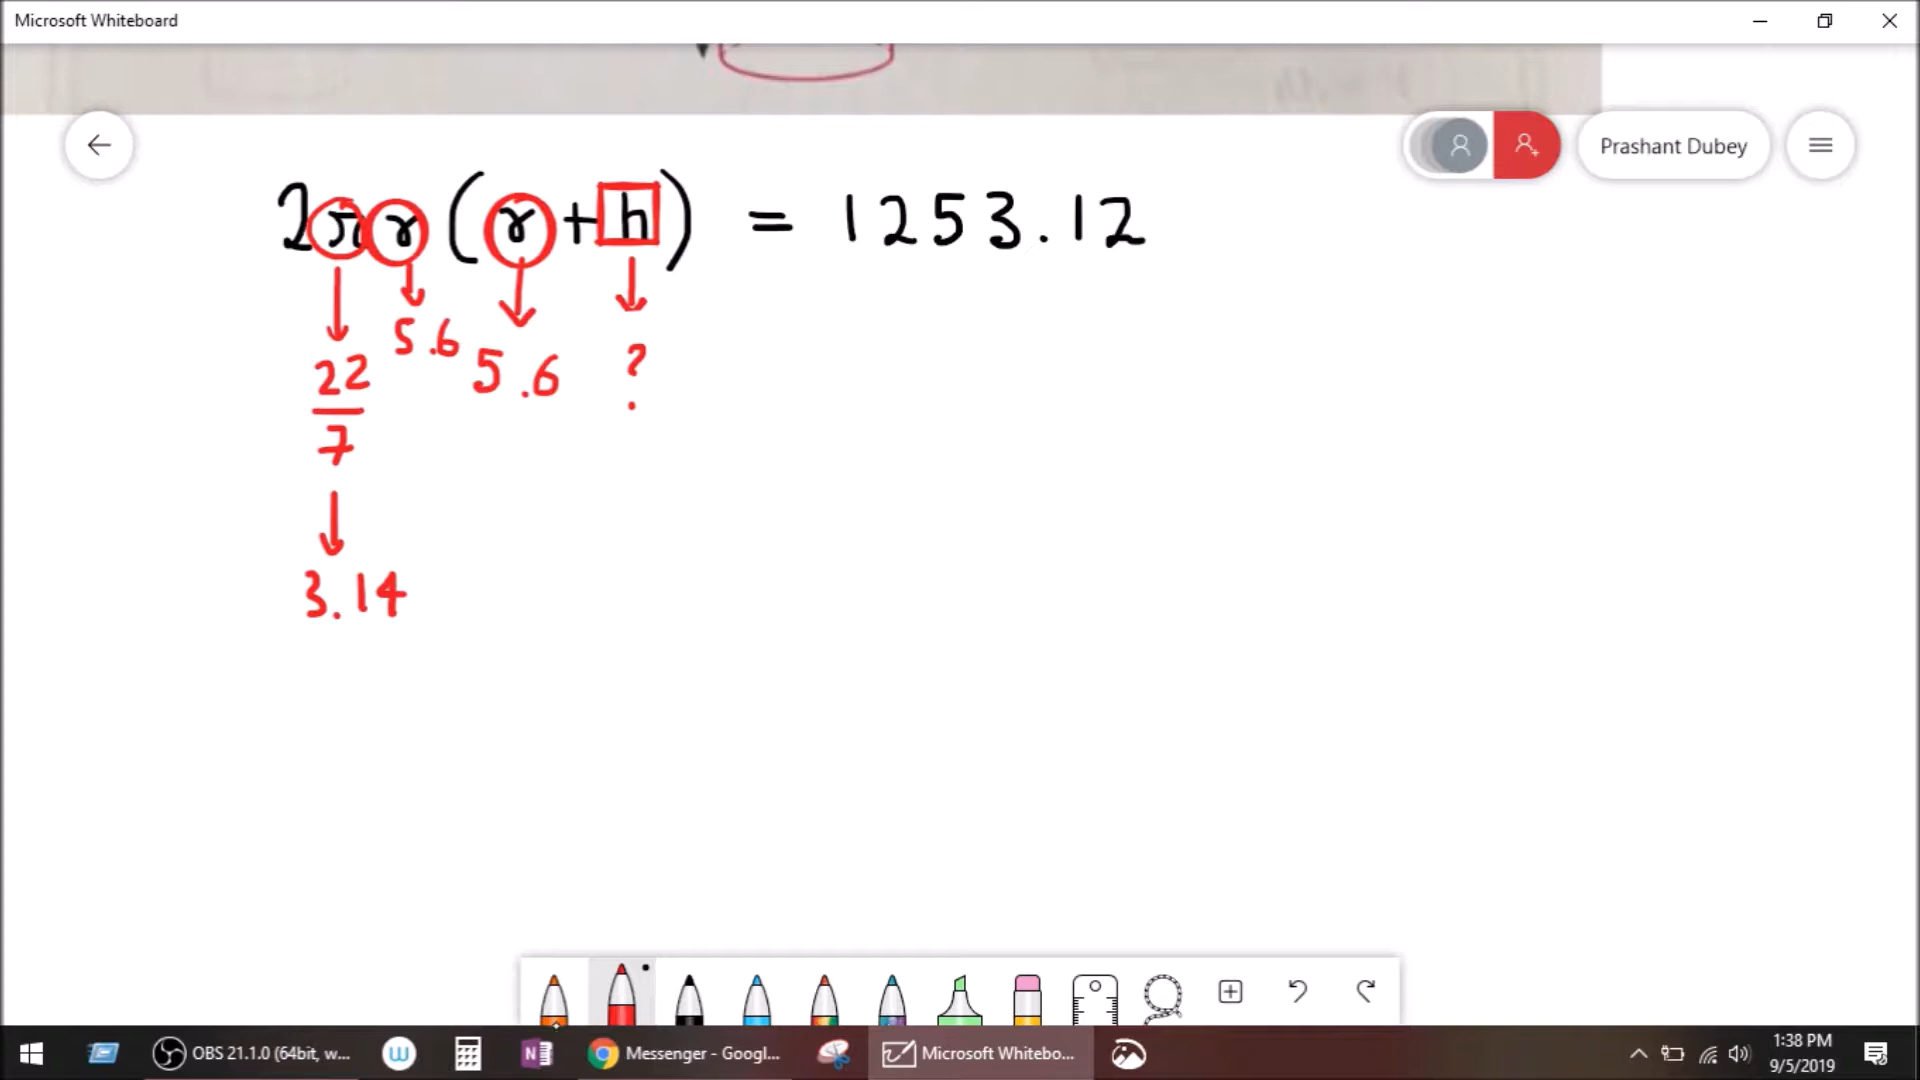 Microsoft Whiteboard
Prashant Dubey
2πr(r+h) = 1253.12
5.6
22
5.6
?
7
3.14
OBS 21.1.0 (64bit, w...
W
N
Messenger - Googl...
Microsoft Whitebo...
1:38 PM
9/5/2019